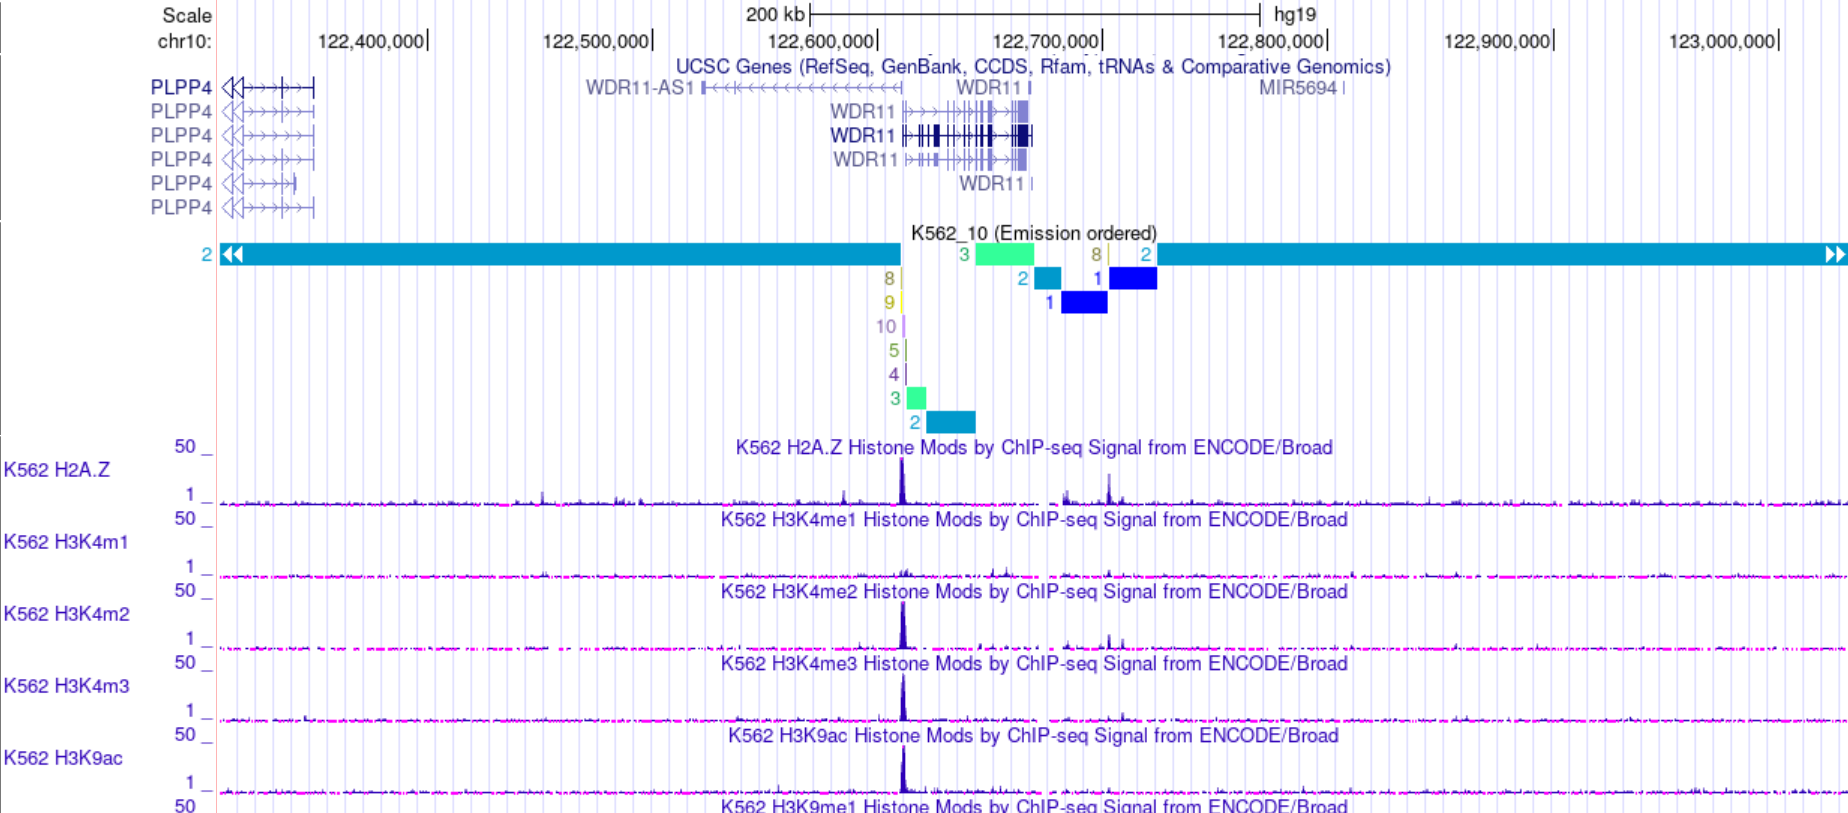 Scale 200 kb hg19
chr10: 122,400,000 122,500,000 122,600,000 122,700,000 122,800,000 122,900,000 123,000,000
UCSC Genes (RefSeq, GenBank, CCDS, Rfam, tRNAs & Comparative Genomics)
PLPP4 WDR11-AS1 WDR11 MIR5694
PLPP4 WDR11
PLPP4 WDR11
PLPP4 WDR11
PLPP4 WDR11
PLPP4
K562_10 (Emission ordered)
2 3 8 2
8 2 1
9 1
10
5
4
3
2
50 K562 H2A.Z Histone Mods by ChIP-seq Signal from ENCODE/Broad
K562 H2A.Z
1
50 K562 H3K4me1 Histone Mods by ChIP-seq Signal from ENCODE/Broad
K562 H3K4m1
1
50 K562 H3K4me2 Histone Mods by ChIP-seq Signal from ENCODE/Broad
K562 H3K4m2
1
50 K562 H3K4me3 Histone Mods by ChIP-seq Signal from ENCODE/Broad
K562 H3K4m3
1
50 K562 H3K9ac Histone Mods by ChIP-seq Signal from ENCODE/Broad
K562 H3K9ac
1
50 K562 H3K9me1 Histone Mods by ChIP-seq Signal from ENCODE/Broad